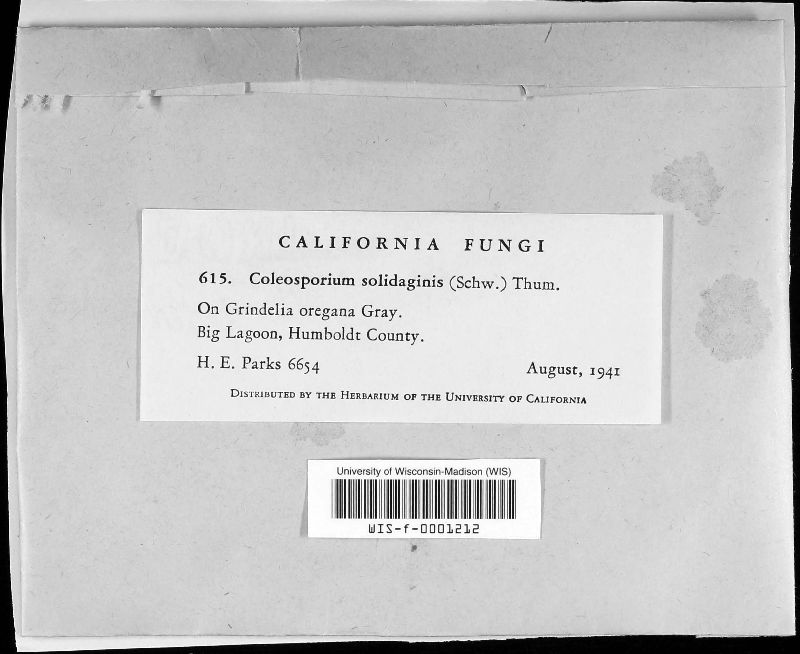 CALIFORNIA FUNGI
615. Coleosporium solidaginis (Schw.) Thum.
On Grindelia oregana Gray.
Big Lagoon, Humboldt County.
H. E. Parks 6654 August, 1941
Distributed by the Herbarium of the University of California
University of Wisconsin-Madison (WIS)
WIS-f-0001212